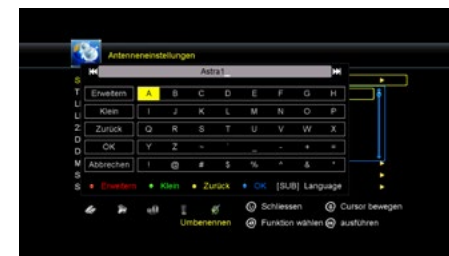 Antenneneinstellungen
Astra1_
S
T Erweitern A B C D E F G H
Klein I J K L M N O P
Zurück Q R S T U V W X
OK Y Z ~ ` _ - + =
Abbrechen ! @ # $ % ^ & *
Erweitern Klein Zurück OK [SUB] Language
Schließen Cursor bewegen
Umbenennen Funktion wählen ausführen